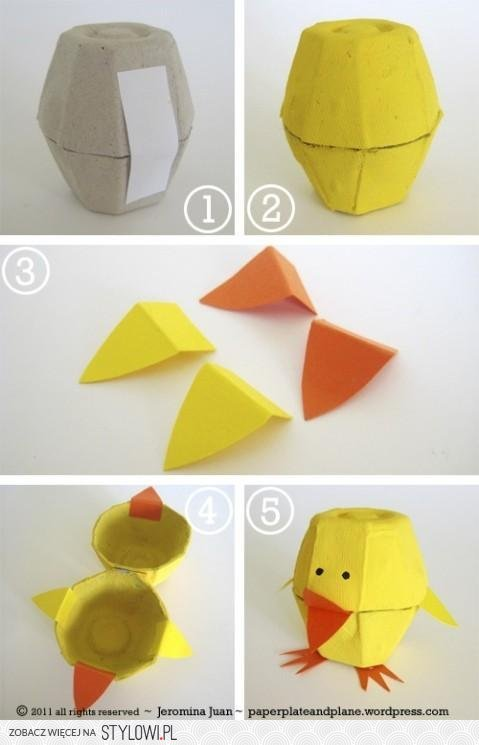 1
2
3
4
5
© 2011 all rights reserved ~ Jeromina Juan ~ paperplateandplane.wordpress.com
ZOBACZ WIĘCEJ NA STYLOWI.PL